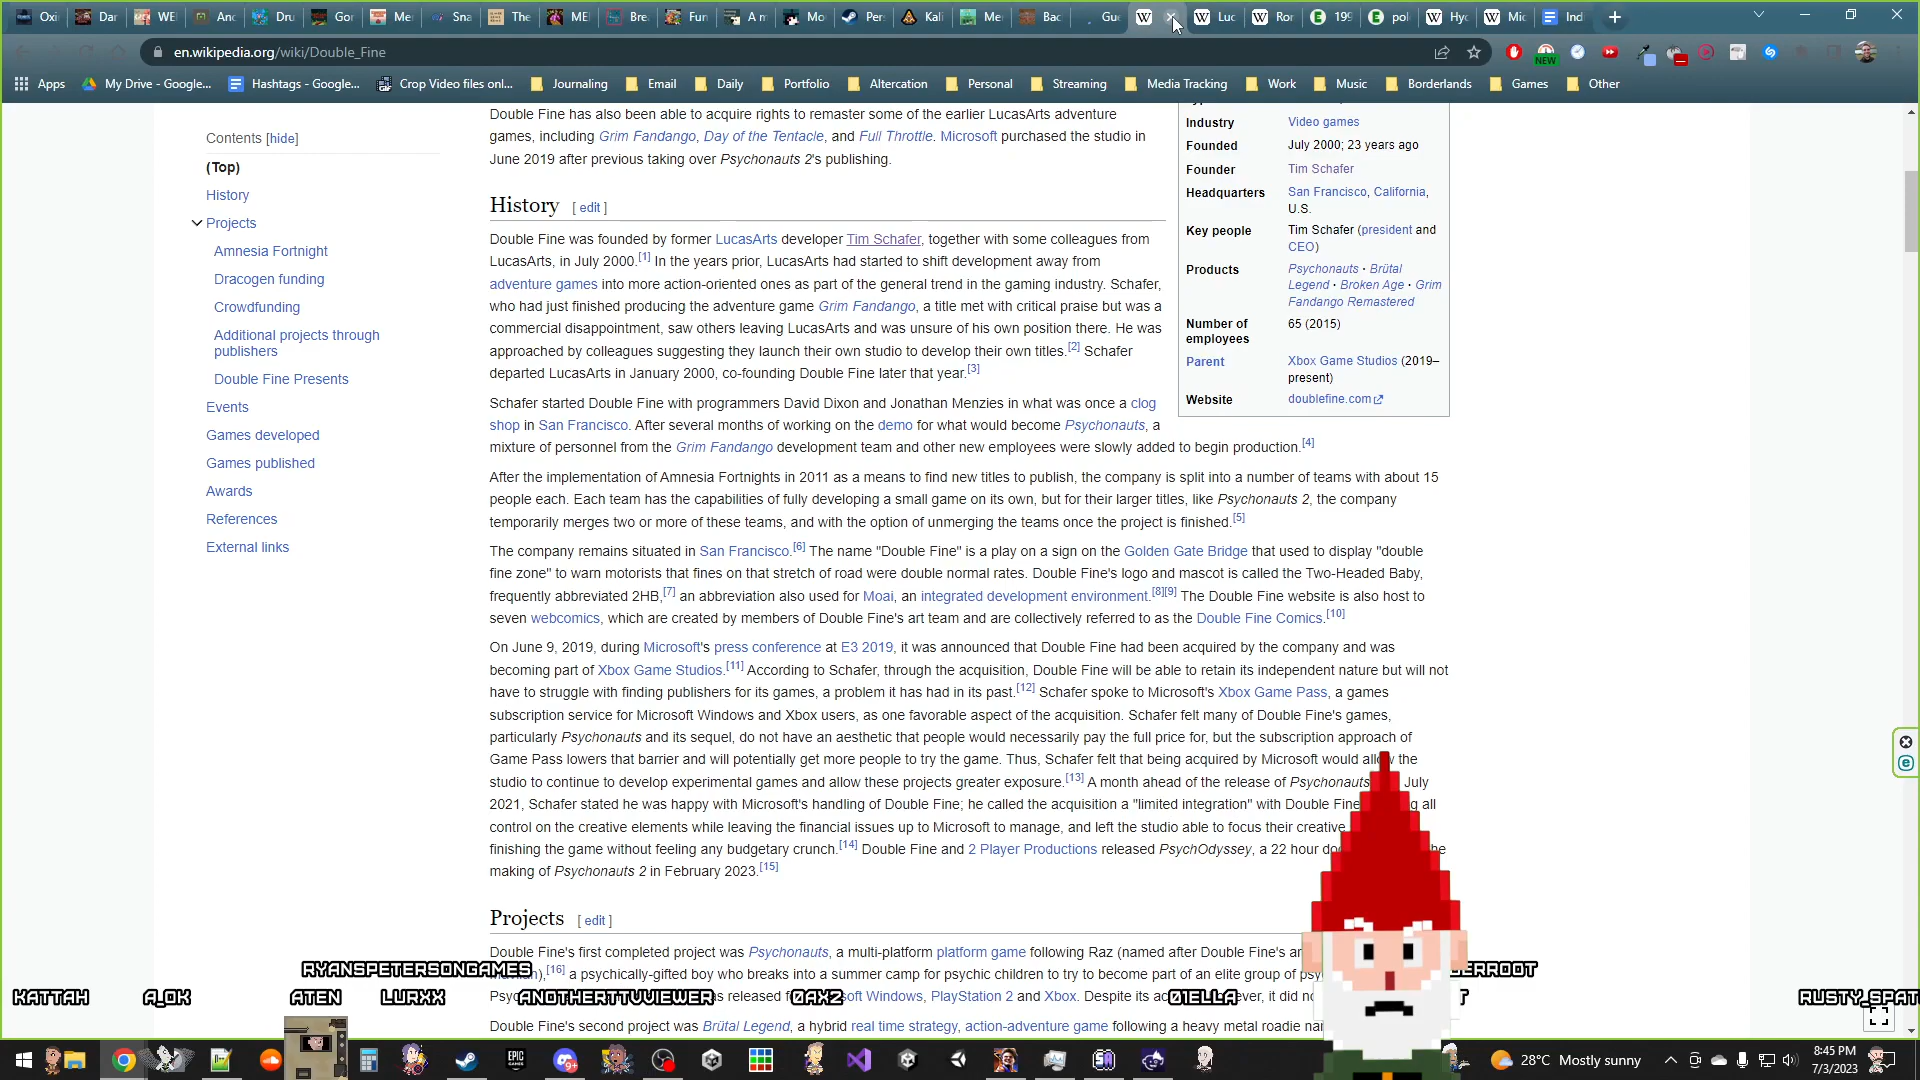 Oxi Dar WE Anc Dru Gor Mer Sna The ME Bre Fun A m Mo Per Kali Me Bac Guc Luc Ror 199 pol Hyc Mic Ind
en.wikipedia.org/wiki/Double_Fine
NEW
Apps My Drive - Google... Hashtags - Google... Crop Video files onl... Journaling Email Daily Portfolio Altercation Personal Streaming Media Tracking Work Music Borderlands Games Other
Contents [hide]
(Top)
History
Projects
Amnesia Fortnight
Dracogen funding
Crowdfunding
Additional projects through
publishers
Double Fine Presents
Events
Games developed
Games published
Awards
References
External links
Double Fine has also been able to acquire rights to remaster some of the earlier LucasArts adventure
games, including Grim Fandango, Day of the Tentacle, and Full Throttle. Microsoft purchased the studio in
June 2019 after previous taking over Psychonauts 2's publishing.
Industry Video games
Founded July 2000; 23 years ago
Founder Tim Schafer
Headquarters San Francisco, California,
U.S.
Key people Tim Schafer (president and
CEO)
Products Psychonauts · Brütal
Legend · Broken Age · Grim
Fandango Remastered
Number of 65 (2015)
employees
Parent Xbox Game Studios (2019–
present)
Website doublefine.com
History [ edit ]
Double Fine was founded by former LucasArts developer Tim Schafer, together with some colleagues from
LucasArts, in July 2000.[1] In the years prior, LucasArts had started to shift development away from
adventure games into more action-oriented ones as part of the general trend in the gaming industry. Schafer,
who had just finished producing the adventure game Grim Fandango, a title met with critical praise but was a
commercial disappointment, saw others leaving LucasArts and was unsure of his own position there. He was
approached by colleagues suggesting they launch their own studio to develop their own titles.[2] Schafer
departed LucasArts in January 2000, co-founding Double Fine later that year.[3]
Schafer started Double Fine with programmers David Dixon and Jonathan Menzies in what was once a clog
shop in San Francisco. After several months of working on the demo for what would become Psychonauts, a
mixture of personnel from the Grim Fandango development team and other new employees were slowly added to begin production.[4]
After the implementation of Amnesia Fortnights in 2011 as a means to find new titles to publish, the company is split into a number of teams with about 15
people each. Each team has the capabilities of fully developing a small game on its own, but for their larger titles, like Psychonauts 2, the company
temporarily merges two or more of these teams, and with the option of unmerging the teams once the project is finished.[5]
The company remains situated in San Francisco.[6] The name "Double Fine" is a play on a sign on the Golden Gate Bridge that used to display "double
fine zone" to warn motorists that fines on that stretch of road were double normal rates. Double Fine's logo and mascot is called the Two-Headed Baby,
frequently abbreviated 2HB,[7] an abbreviation also used for Moai, an integrated development environment.[8][9] The Double Fine website is also host to
seven webcomics, which are created by members of Double Fine's art team and are collectively referred to as the Double Fine Comics.[10]
On June 9, 2019, during Microsoft's press conference at E3 2019, it was announced that Double Fine had been acquired by the company and was
becoming part of Xbox Game Studios.[11] According to Schafer, through the acquisition, Double Fine will be able to retain its independent nature but will not
have to struggle with finding publishers for its games, a problem it has had in its past.[12] Schafer spoke to Microsoft's Xbox Game Pass, a games
subscription service for Microsoft Windows and Xbox users, as one favorable aspect of the acquisition. Schafer felt many of Double Fine's games,
particularly Psychonauts and its sequel, do not have an aesthetic that people would necessarily pay the full price for, but the subscription approach of
Game Pass lowers that barrier and will potentially get more people to try the game. Thus, Schafer felt that being acquired by Microsoft would allow the
studio to continue to develop experimental games and allow these projects greater exposure.[13] A month ahead of the release of Psychonauts July
2021, Schafer stated he was happy with Microsoft's handling of Double Fine; he called the acquisition a "limited integration" with Double Fine all
control on the creative elements while leaving the financial issues up to Microsoft to manage, and left the studio able to focus their creative
finishing the game without feeling any budgetary crunch.[14] Double Fine and 2 Player Productions released PsychOdyssey, a 22 hour
making of Psychonauts 2 in February 2023.[15]
Projects [ edit ]
Double Fine's first completed project was Psychonauts, a multi-platform platform game following Raz (named after Double Fine's
[16] a psychically-gifted boy who breaks into a summer camp for psychic children to try to become part of an elite group of
released Windows, PlayStation 2 and Xbox. Despite its
Double Fine's second project was Brütal Legend, a hybrid real time strategy, action-adventure game following a heavy metal roadie
RYANSPETERSONGAMES
KATTAH A_OK ATEN LURXX ANOTHERTTVVIEWER 0AXZ 01ELLA
28°C Mostly sunny
8:45 PM
7/3/2023